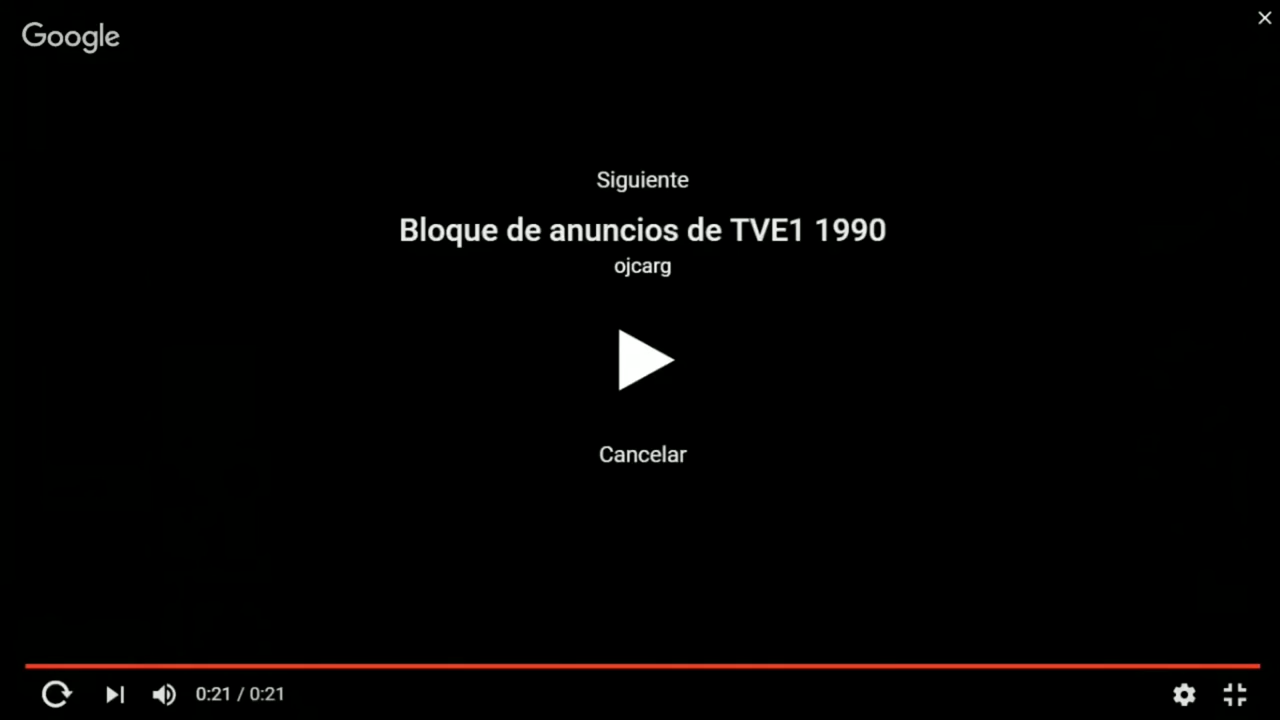 Google
Siguiente
Bloque de anuncios de TVE1 1990
ojcarg
Cancelar
0:21 / 0:21